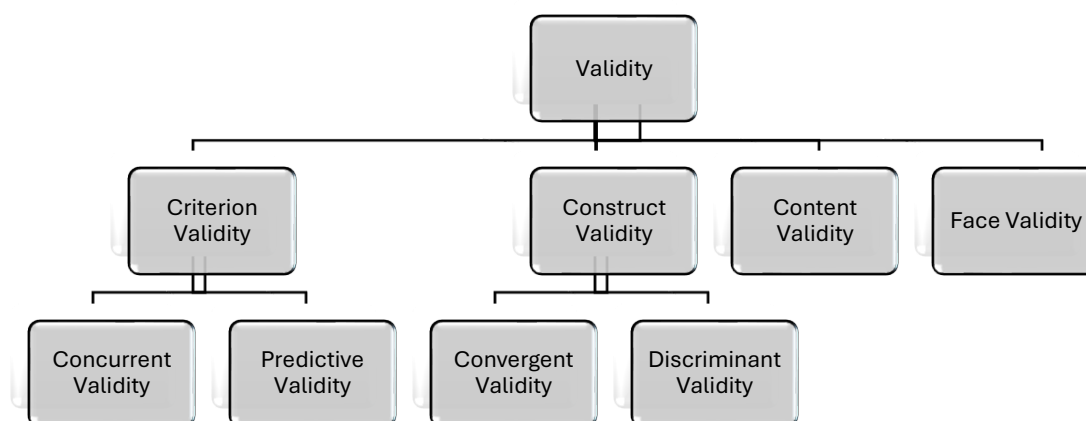 Validity
Criterion
Validity
Construct
Validity
Content
Validity
Face Validity
Concurrent
Validity
Predictive
Validity
Convergent
Validity
Discriminant
Validity